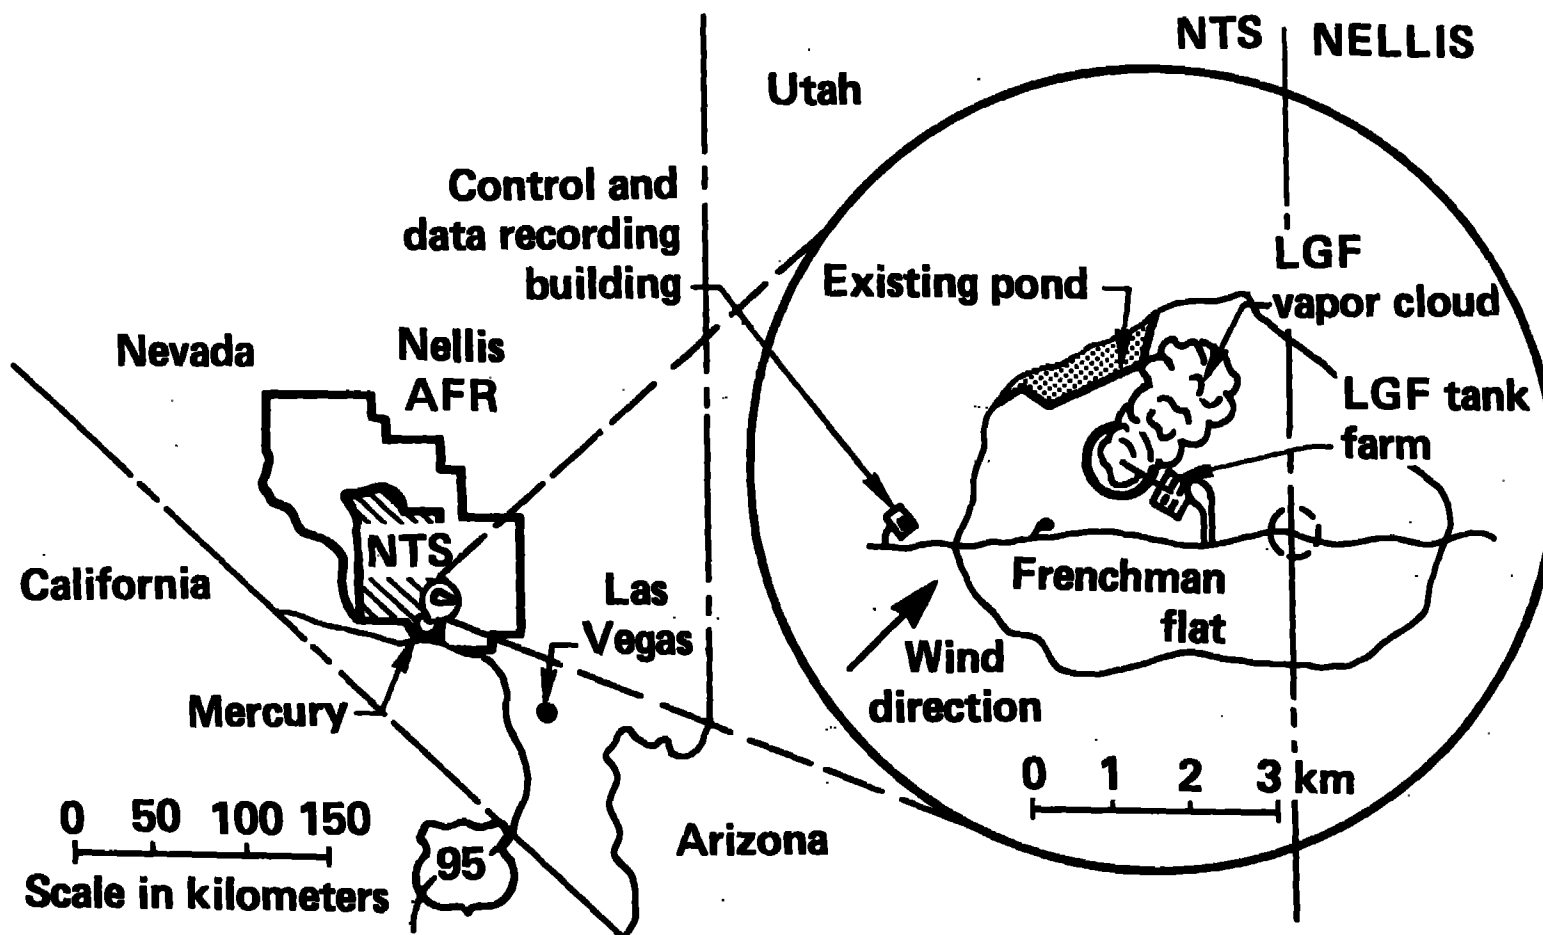 NTS
NELLIS
Utah
Control and
data recording
building
Existing pond
LGF
vapor cloud
Nevada
Nellis
AFR
LGF tank
farm
NTS
California
Las
Vegas
Frenchman
flat
Wind
direction
Mercury
0 1 2 3 km
0 50 100 150
Scale in kilometers
95
Arizona